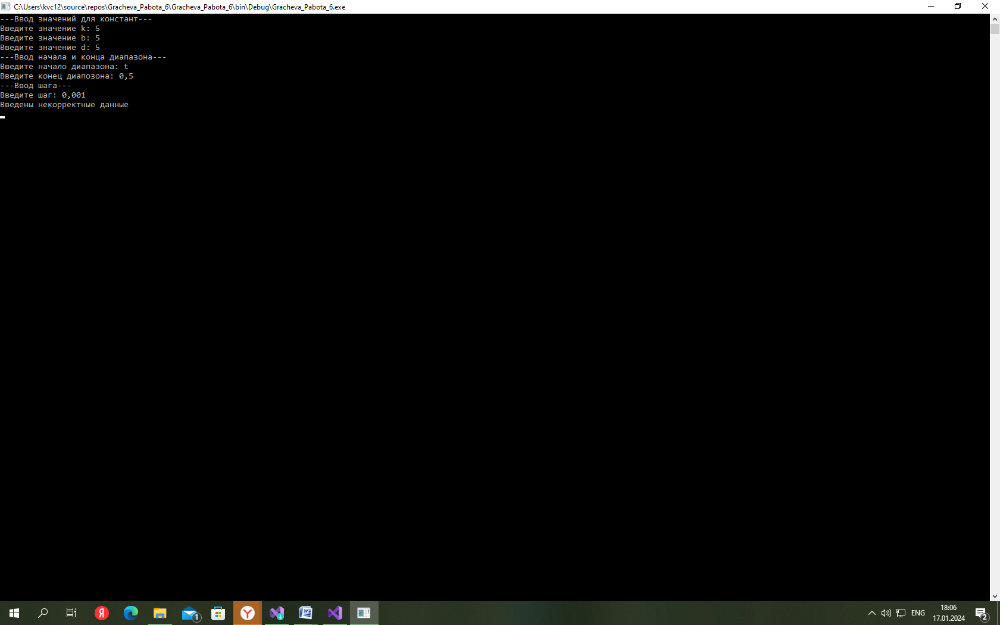 C:\Users\kvc12\source\repos\Gracheva_Pabota_6\Gracheva_Pabota_6\bin\Debug\Gracheva_Pabota_6.exe
---Ввод значений для констант---
Введите значение k: 5
Введите значение b: 5
Введите значение d: 5
---Ввод начала и конца диапазона---
Введите начало диапазона: t
Введите конец диапозона: 0,5
---Ввод шага---
Введите шаг: 0,001
Введены некорректные данные
Я
1
Y
W
ENG
18:06
17.01.2024
2